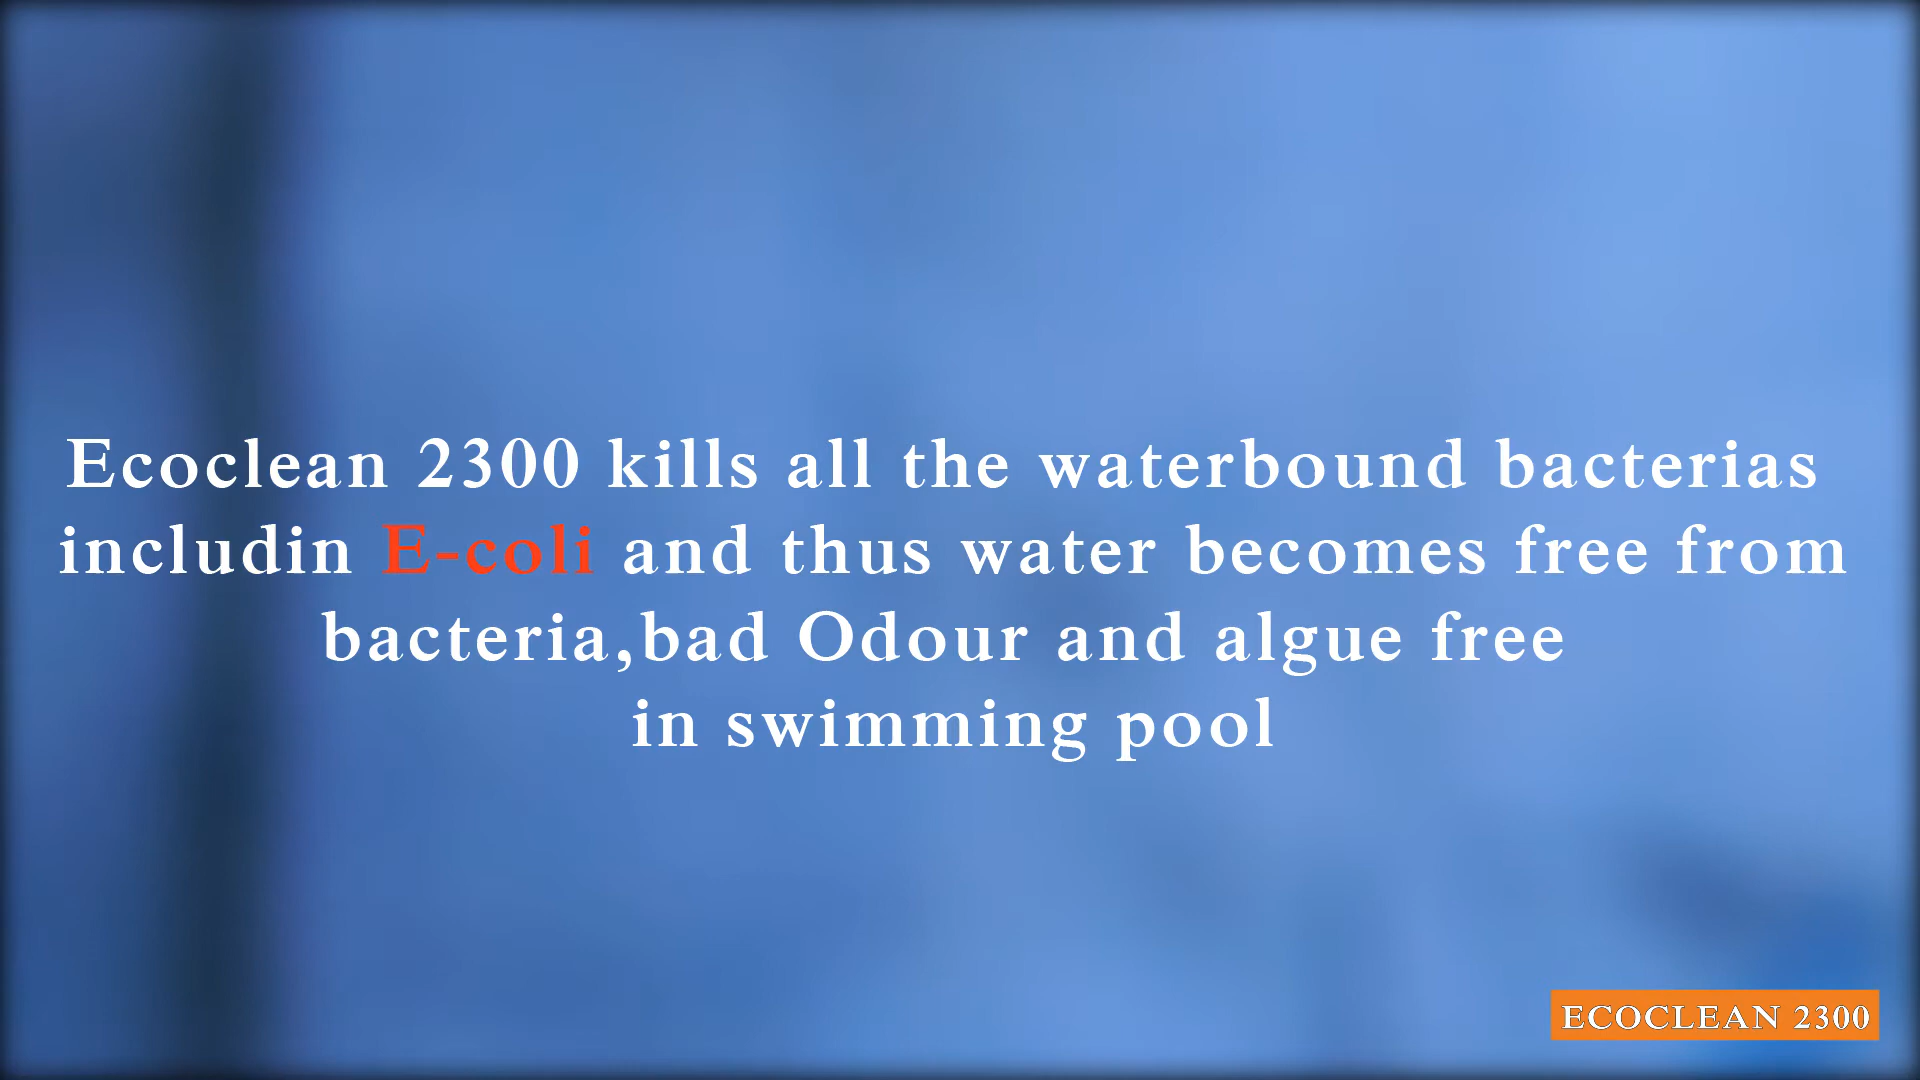 Ecoclean 2300 kills all the waterbound bacterias
includin E-coli and thus water becomes free from
bacteria,bad Odour and algue free
in swimming pool
ECOCLEAN 2300